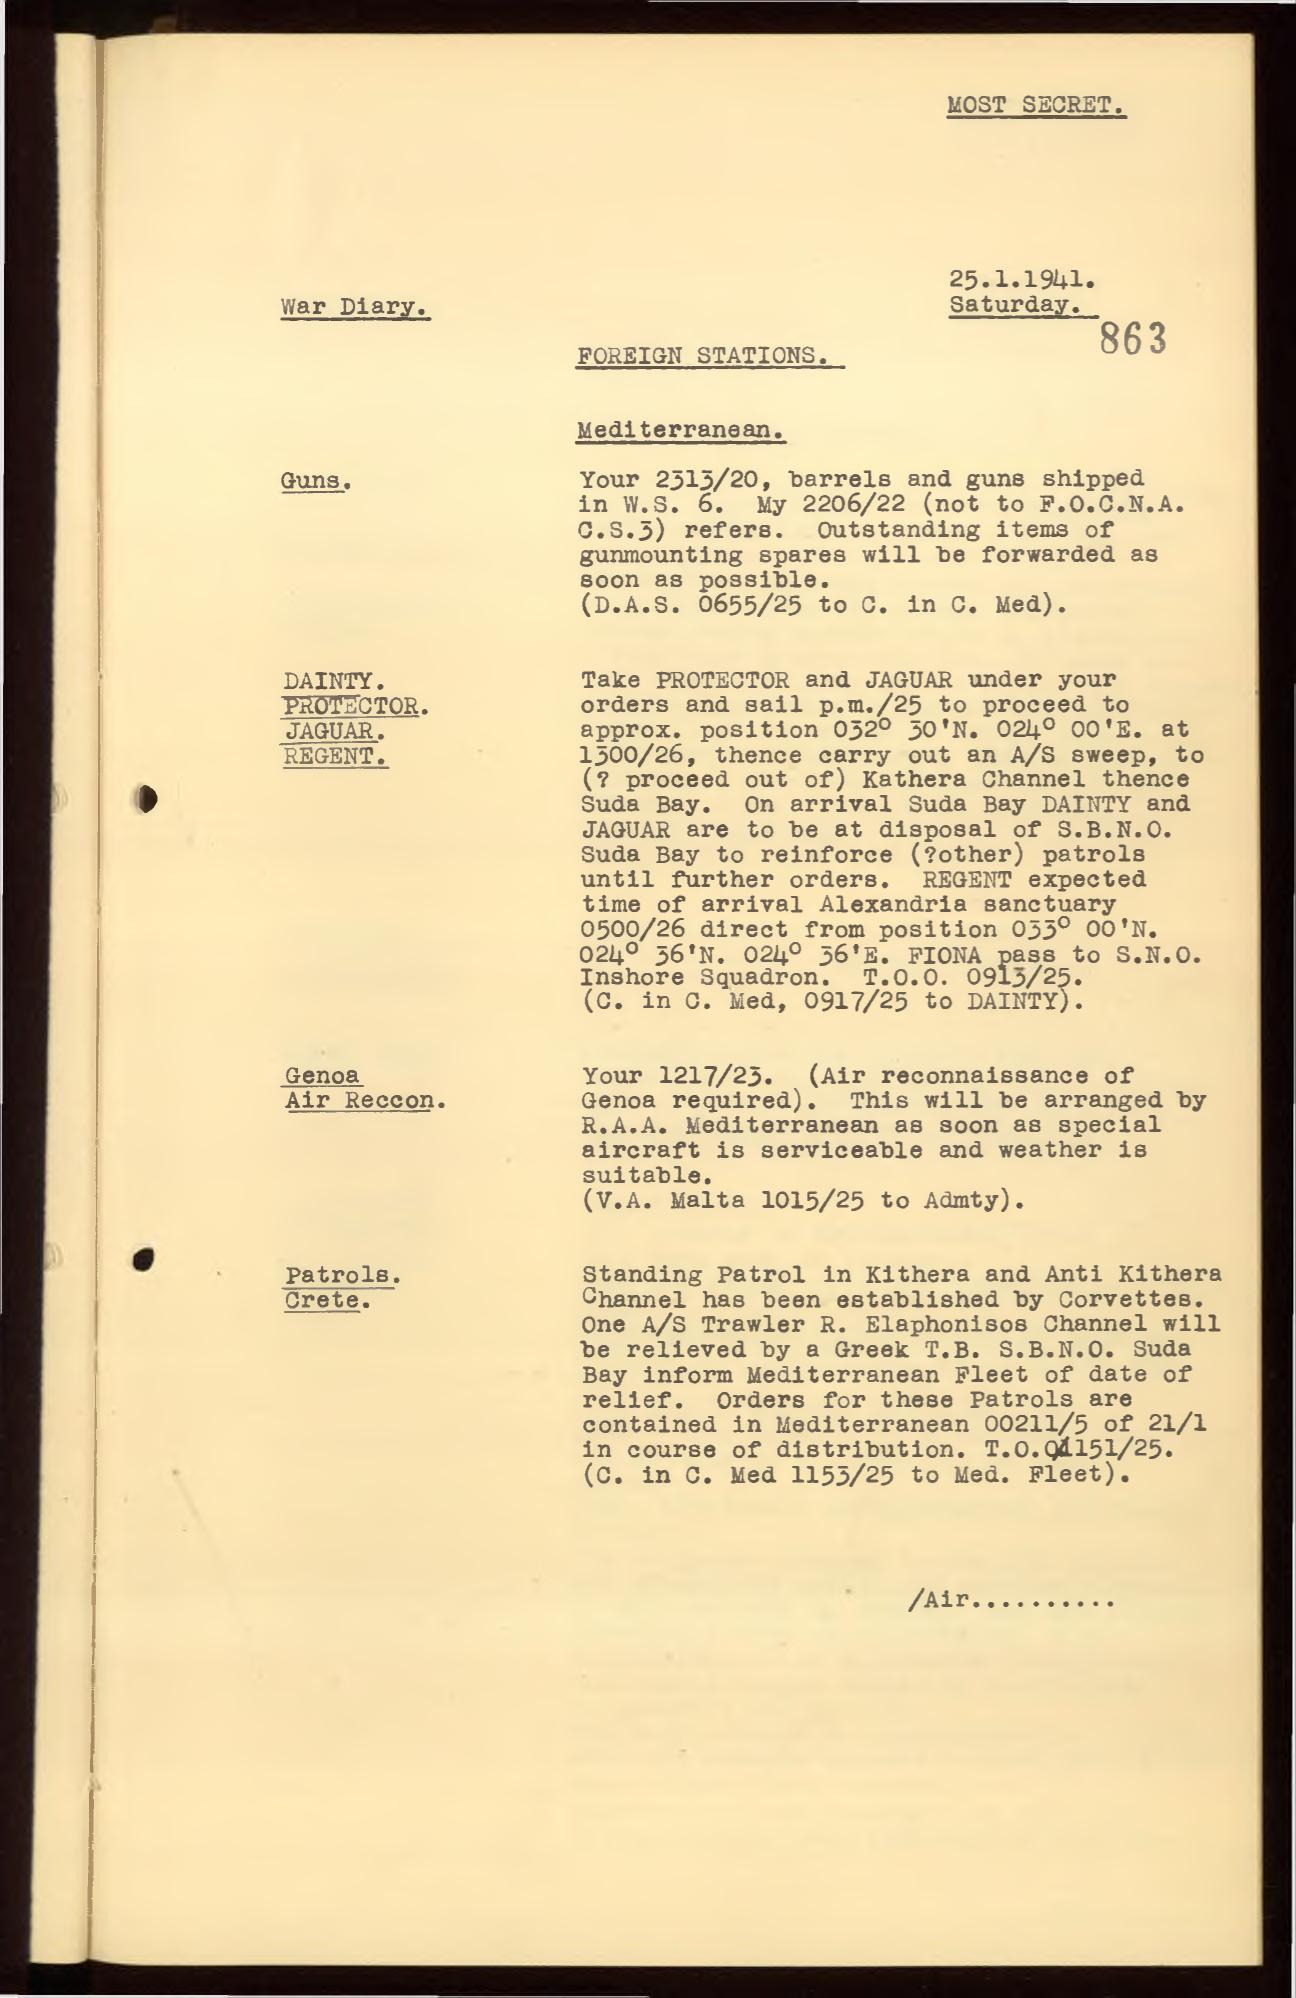 MOST SECRET.
25.1.1941.
War Diary.
Saturday.
863
FOREIGN STATIONS.
Mediterranean.
Guns.
Your 2313/20, barrels and guns shipped
in W.S. 6. My 2206/22 (not to F.O.C.N.A.
C.S.3) refers. Outstanding items of
gunmounting spares will be forwarded as
soon as possible.
(D.A.S. 0655/25 to C. in C. Med).
DAINTY.
PROTECTOR.
JAGUAR.
REGENT.
Take PROTECTOR and JAGUAR under your
orders and sail p.m./25 to proceed to
approx. position 032° 30'N. 024° 00'E. at
1300/26, thence carry out an A/S sweep, to
(? proceed out of) Kathera Channel thence
Suda Bay. On arrival Suda Bay DAINTY and
JAGUAR are to be at disposal of S.B.N.O.
Suda Bay to reinforce (?other) patrols
until further orders. REGENT expected
time of arrival Alexandria sanctuary
0500/26 direct from position 033° 00'N.
024° 36'N. 024° 36'E. FIONA pass to S.N.O.
Inshore Squadron. T.O.O. 0913/25.
(C. in C. Med, 0917/25 to DAINTY).
Genoa
Air Reccon.
Your 1217/23. (Air reconnaissance of
Genoa required). This will be arranged by
R.A.A. Mediterranean as soon as special
aircraft is serviceable and weather is
suitable.
(V.A. Malta 1015/25 to Admty).
Patrols.
Crete.
Standing Patrol in Kithera and Anti Kithera
Channel has been established by Corvettes.
One A/S Trawler R. Elaphonisos Channel will
be relieved by a Greek T.B. S.B.N.O. Suda
Bay inform Mediterranean Fleet of date of
relief. Orders for these Patrols are
contained in Mediterranean 00211/5 of 21/1
in course of distribution. T.O.O1151/25.
(C. in C. Med 1153/25 to Med. Fleet).
/Air..........